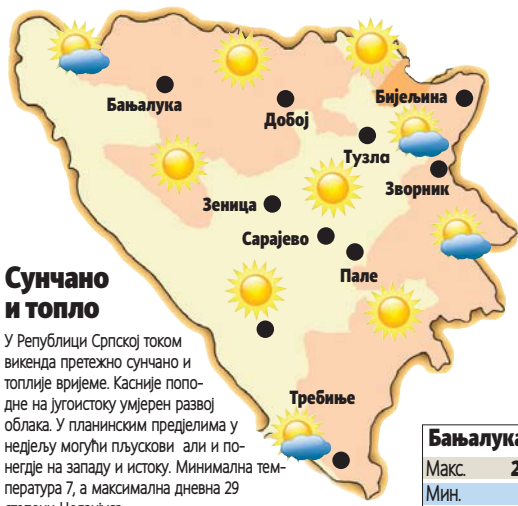 Бањалука
Добој
Бијељина
Тузла
Зворник
Зеница
Сарајево
Пале
Требиње
Сунчано
и топло
У Републици Српској током
викенда претежно сунчано и
топлије вријеме. Касније попо-
дне на југоистоку умјерен развој
облака. У планинским предјелима у
недјељу могући пљускови али и по-
негдје на западу и истоку. Минимална тем-
пература 7, а максимална дневна 29
Бањалука
Макс. 2
Мин.